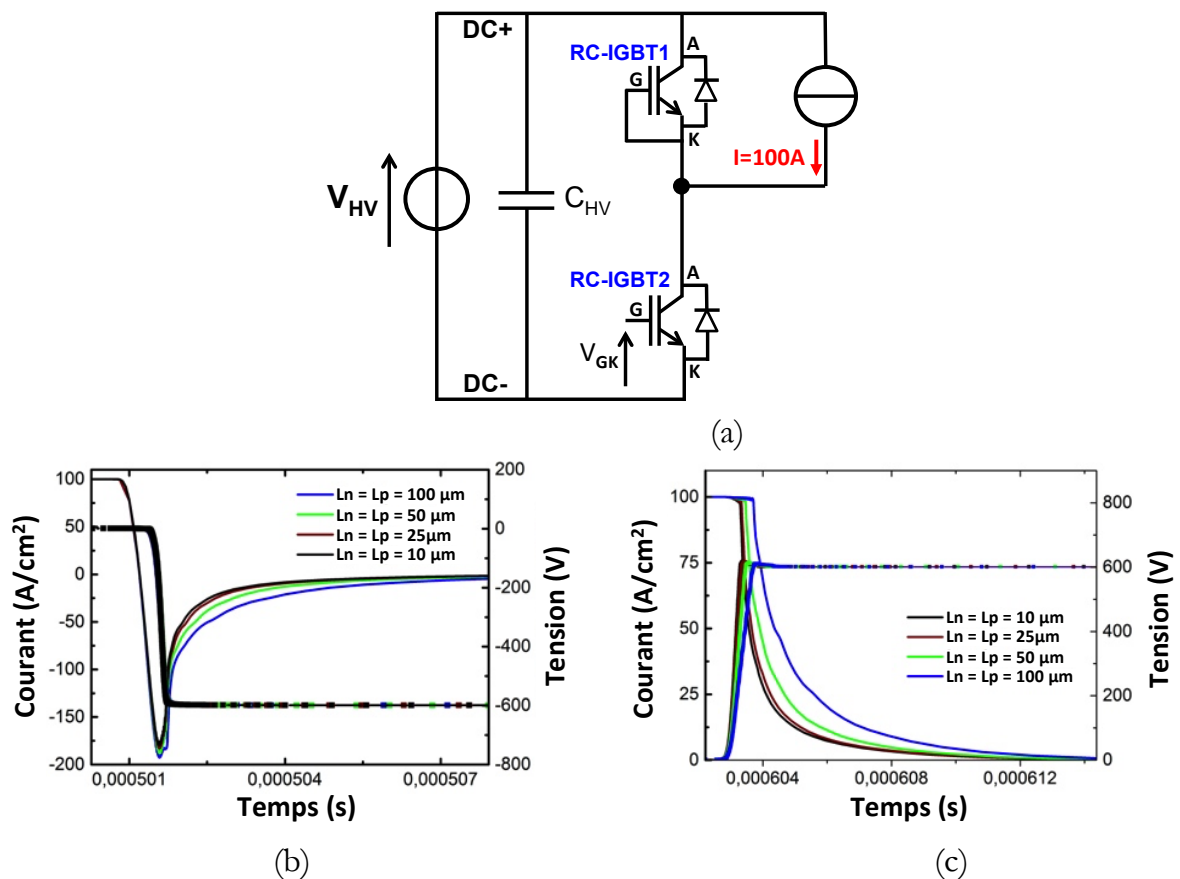 DC+
A
RC-IGBT1
G
K
I=100A
V_HV
C_HV
A
RC-IGBT2
G
V_GK
K
DC-
(a)
Courant (A/cm²)
100
50
0
-50
-100
-150
-200
Ln = Lp = 100 µm
Ln = Lp = 50 µm
Ln = Lp = 25µm
Ln = Lp = 10 µm
200
0
-200
-400
-600
-800
Tension (V)
0,000501
0,000504
0,000507
Temps (s)
(b)
Courant (A/cm²)
100
75
50
25
0
Ln = Lp = 10 µm
Ln = Lp = 25µm
Ln = Lp = 50 µm
Ln = Lp = 100 µm
800
600
400
200
0
Tension (V)
0,000604
0,000608
0,000612
Temps (s)
(c)